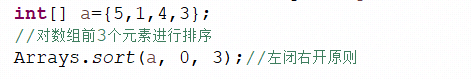 int[] a={5,1,4,3};
//对数组前3个元素进行排序
Arrays.sort(a, 0, 3);//左闭右开原则